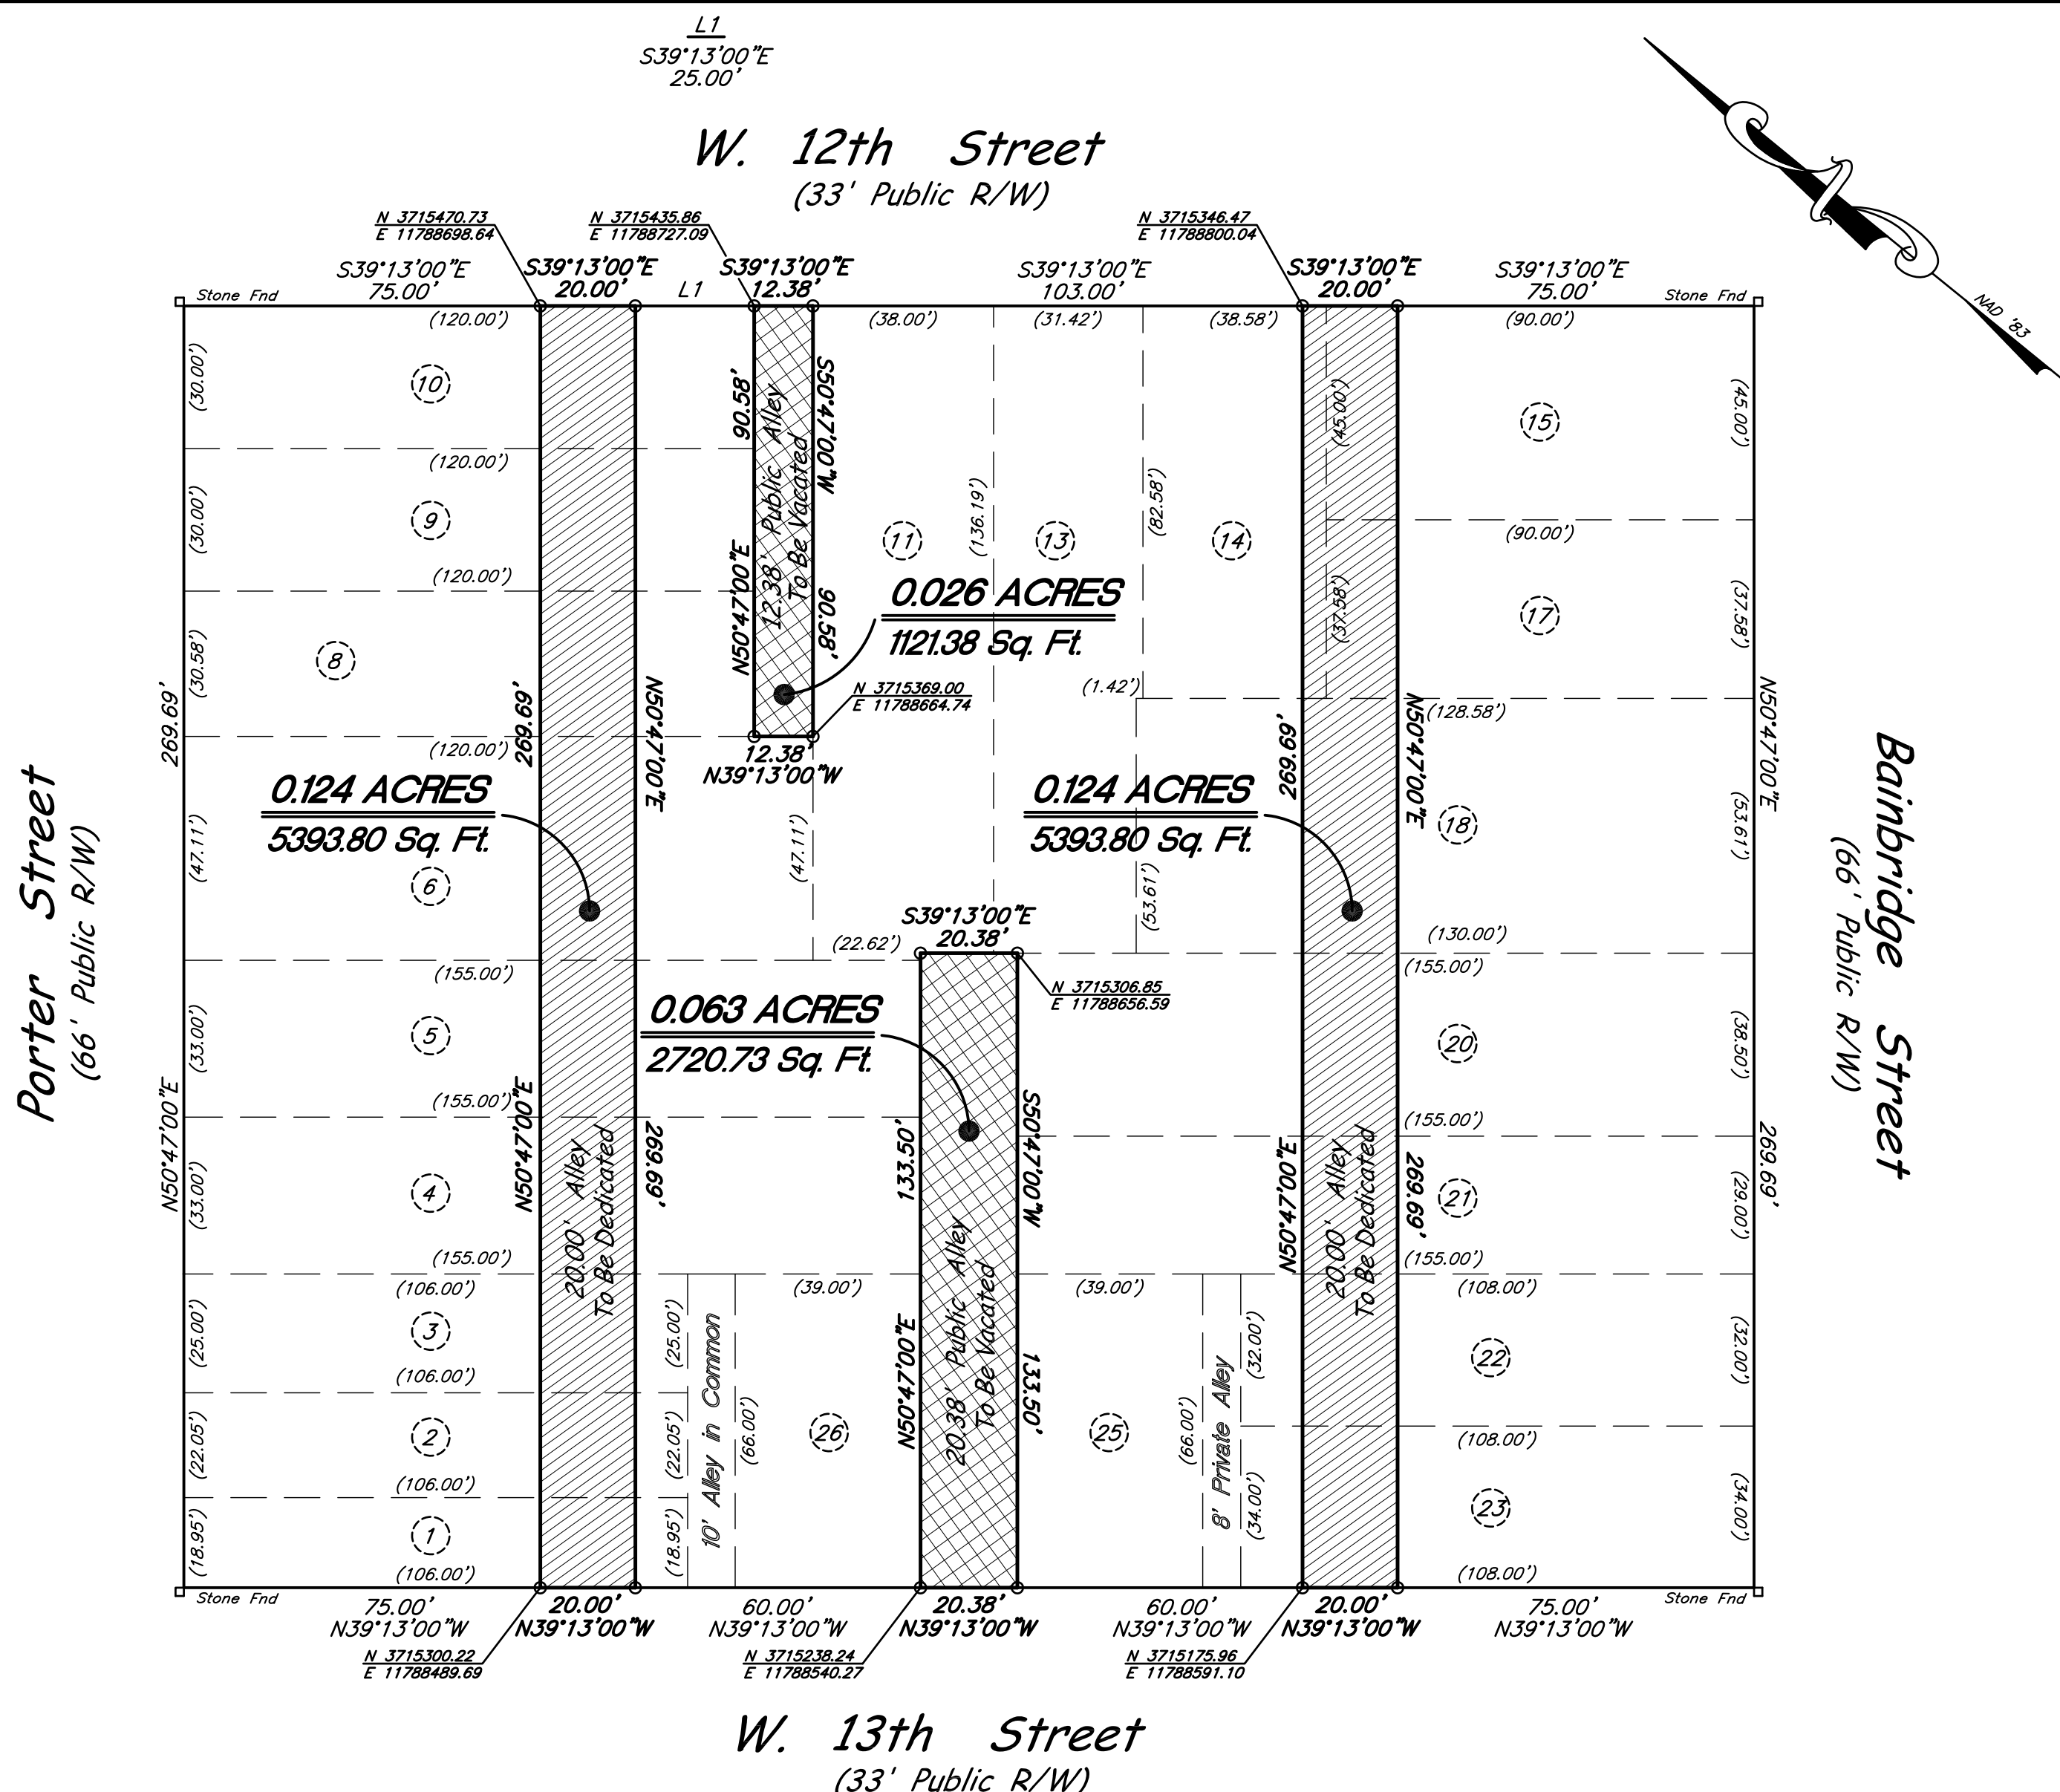 L1
S39°13'00"E
25.00'
W. 12th Street
(33' Public R/W)
NAD '83
N 3715470.73
E 11788698.64
N 3715435.86
E 11788727.09
N 3715346.47
E 11788800.04
S39°13'00"E
75.00'
S39°13'00"E
20.00'
L1
S39°13'00"E
12.38'
S39°13'00"E
103.00'
S39°13'00"E
20.00'
S39°13'00"E
75.00'
Stone Fnd
Stone Fnd
(120.00')
(38.00')
(31.42')
(38.58')
(90.00')
(30.00')
10
90.58'
S50°47'00"W
(45.00')
15
(45.00')
(120.00')
(30.00')
9
12.38' Public Alley
To Be Vacated
N50°47'00"E
90.58'
11
(136.19')
13
(82.58')
14
(90.00')
(120.00')
0.026 ACRES
1121.38 Sq. Ft.
(37.58')
17
(37.58')
(30.58')
8
N 3715369.00
E 11788664.74
(1.42')
(128.58')
269.69'
269.69'
N50°47'00"E
(120.00')
12.38'
N39°13'00"W
269.69'
N50°47'00"E
N50°47'00"E
Porter Street
(66' Public R/W)
Bainbridge Street
(66' Public R/W)
0.124 ACRES
5393.80 Sq. Ft.
0.124 ACRES
5393.80 Sq. Ft.
(47.11')
6
(47.11')
(53.61')
18
(53.61')
S39°13'00"E
20.38'
(22.62')
(130.00')
(155.00')
(155.00')
N 3715306.85
E 11788656.59
0.063 ACRES
2720.73 Sq. Ft.
(33.00')
5
20
(38.50')
(155.00')
(155.00')
N50°47'00"E
N50°47'00"E
269.69'
133.50'
S50°47'00"W
N50°47'00"E
269.69'
269.69'
(33.00')
4
20.00' Alley
To Be Dedicated
20.00' Alley
To Be Dedicated
21
(29.00')
(155.00')
(155.00')
(106.00')
(39.00')
(39.00')
(108.00')
(25.00')
3
(25.00')
10' Alley in Common
N50°47'00"E
20.38' Public Alley
To Be Vacated
133.50'
8' Private Alley
(32.00')
22
(32.00')
(106.00')
(22.05')
2
(22.05')
(66.00')
26
25
(66.00')
(108.00')
(106.00')
(18.95')
1
(18.95')
(34.00')
23
(34.00')
(106.00')
(108.00')
Stone Fnd
Stone Fnd
75.00'
N39°13'00"W
20.00'
N39°13'00"W
60.00'
N39°13'00"W
20.38'
N39°13'00"W
60.00'
N39°13'00"W
20.00'
N39°13'00"W
75.00'
N39°13'00"W
N 3715300.22
E 11788489.69
N 3715238.24
E 11788540.27
N 3715175.96
E 11788591.10
W. 13th Street
(33' Public R/W)